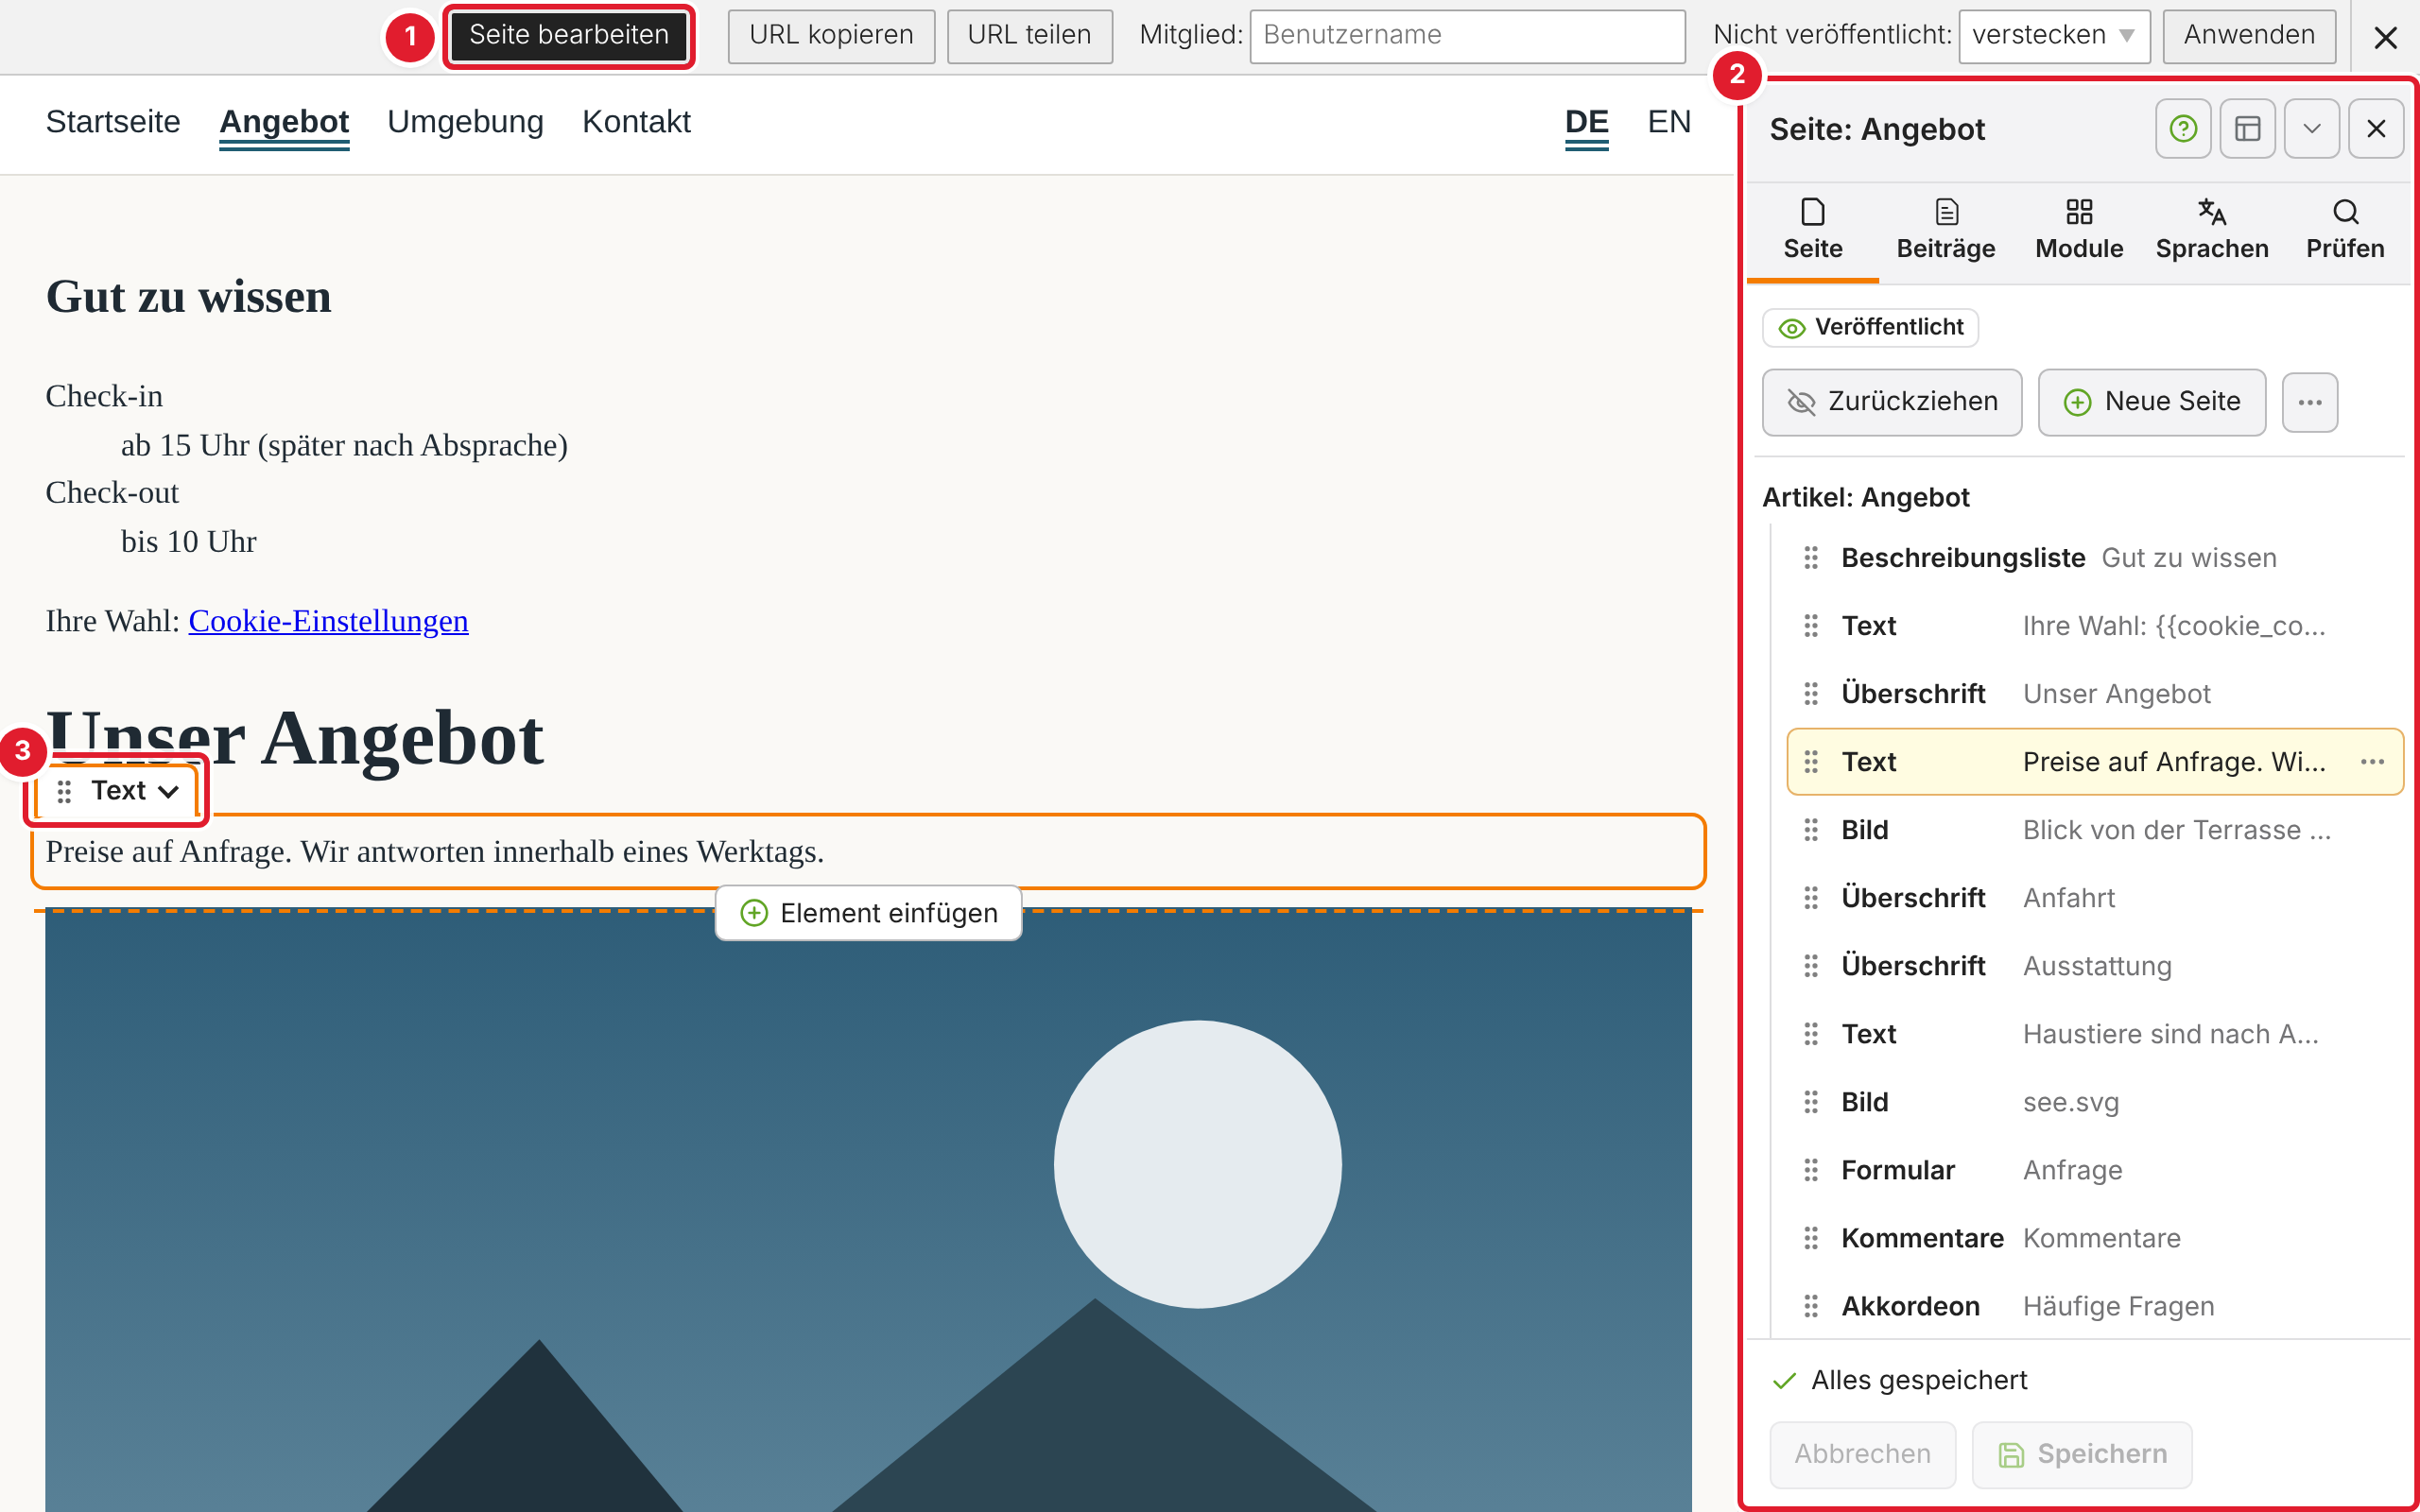 1 Seite bearbeiten URL kopieren URL teilen Mitglied: Benutzername Nicht veröffentlicht: verstecken Anwenden
Startseite Angebot Umgebung Kontakt DE EN
Gut zu wissen
Check-in
ab 15 Uhr (später nach Absprache)
Check-out
bis 10 Uhr
Ihre Wahl: Cookie-Einstellungen
Unser Angebot
3
Text
Preise auf Anfrage. Wir antworten innerhalb eines Werktags.
Element einfügen
2
Seite: Angebot
Seite Beiträge Module Sprachen Prüfen
Veröffentlicht
Zurückziehen Neue Seite
Artikel: Angebot
Beschreibungsliste Gut zu wissen
Text Ihre Wahl: {{cookie_co...
Überschrift Unser Angebot
Text Preise auf Anfrage. Wi...
Bild Blick von der Terrasse ...
Überschrift Anfahrt
Überschrift Ausstattung
Text Haustiere sind nach A...
Bild see.svg
Formular Anfrage
Kommentare Kommentare
Akkordeon Häufige Fragen
Alles gespeichert
Abbrechen Speichern